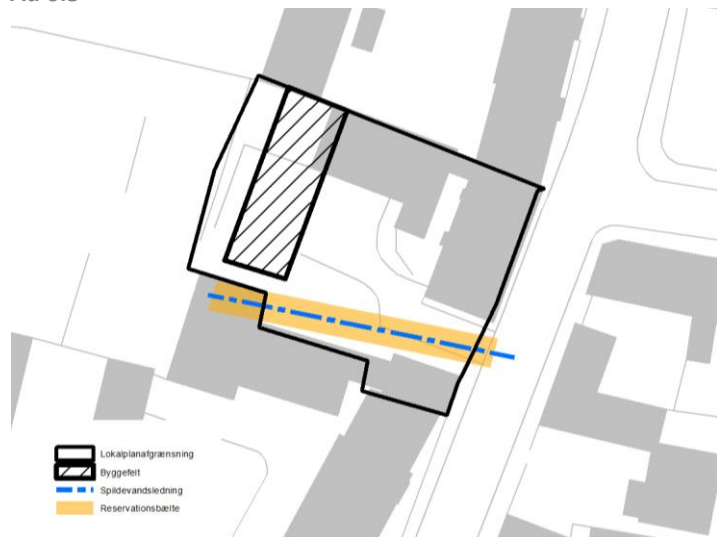 Lokalplanafgrænsning
Byggefelt
Spildevandsledning
Reservationsbælte